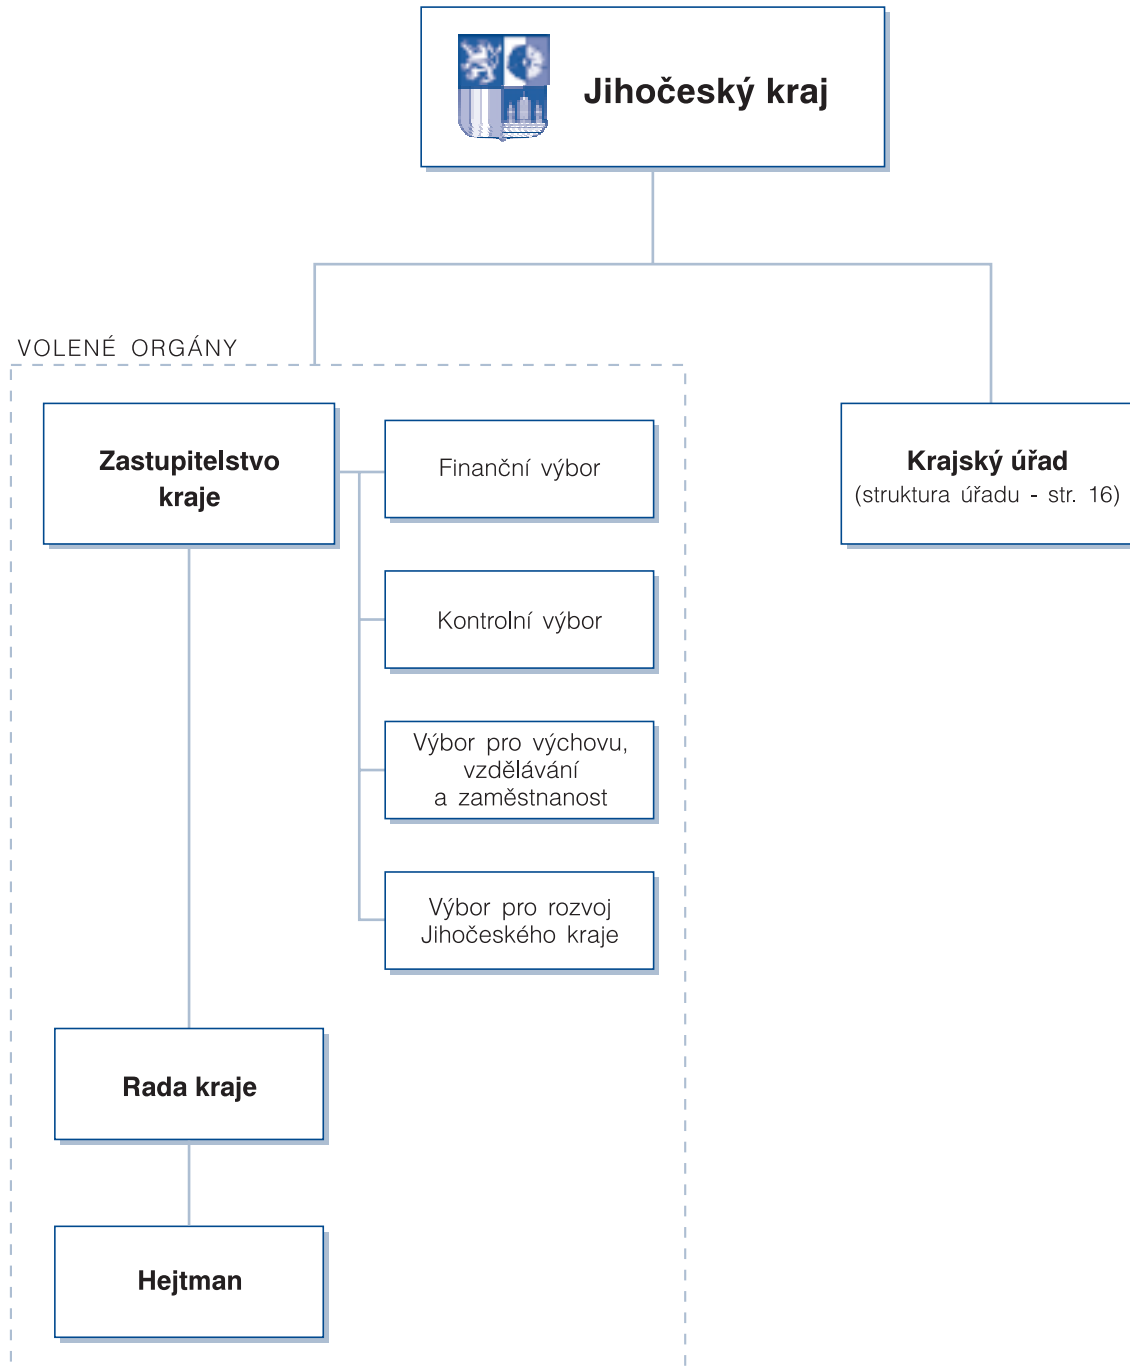 Jihočeský kraj
VOLENÉ ORGÁNY
Zastupitelstvo
kraje
Finanční výbor
Kontrolní výbor
Výbor pro výchovu,
vzdělávání
a zaměstnanost
Výbor pro rozvoj
Jihočeského kraje
Rada kraje
Hejtman
Krajský úřad
(struktura úřadu - str. 16)